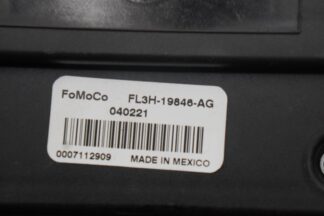 FoMoCo FL3H-19846-AG
040221
0007112909 MADE IN MEXICO